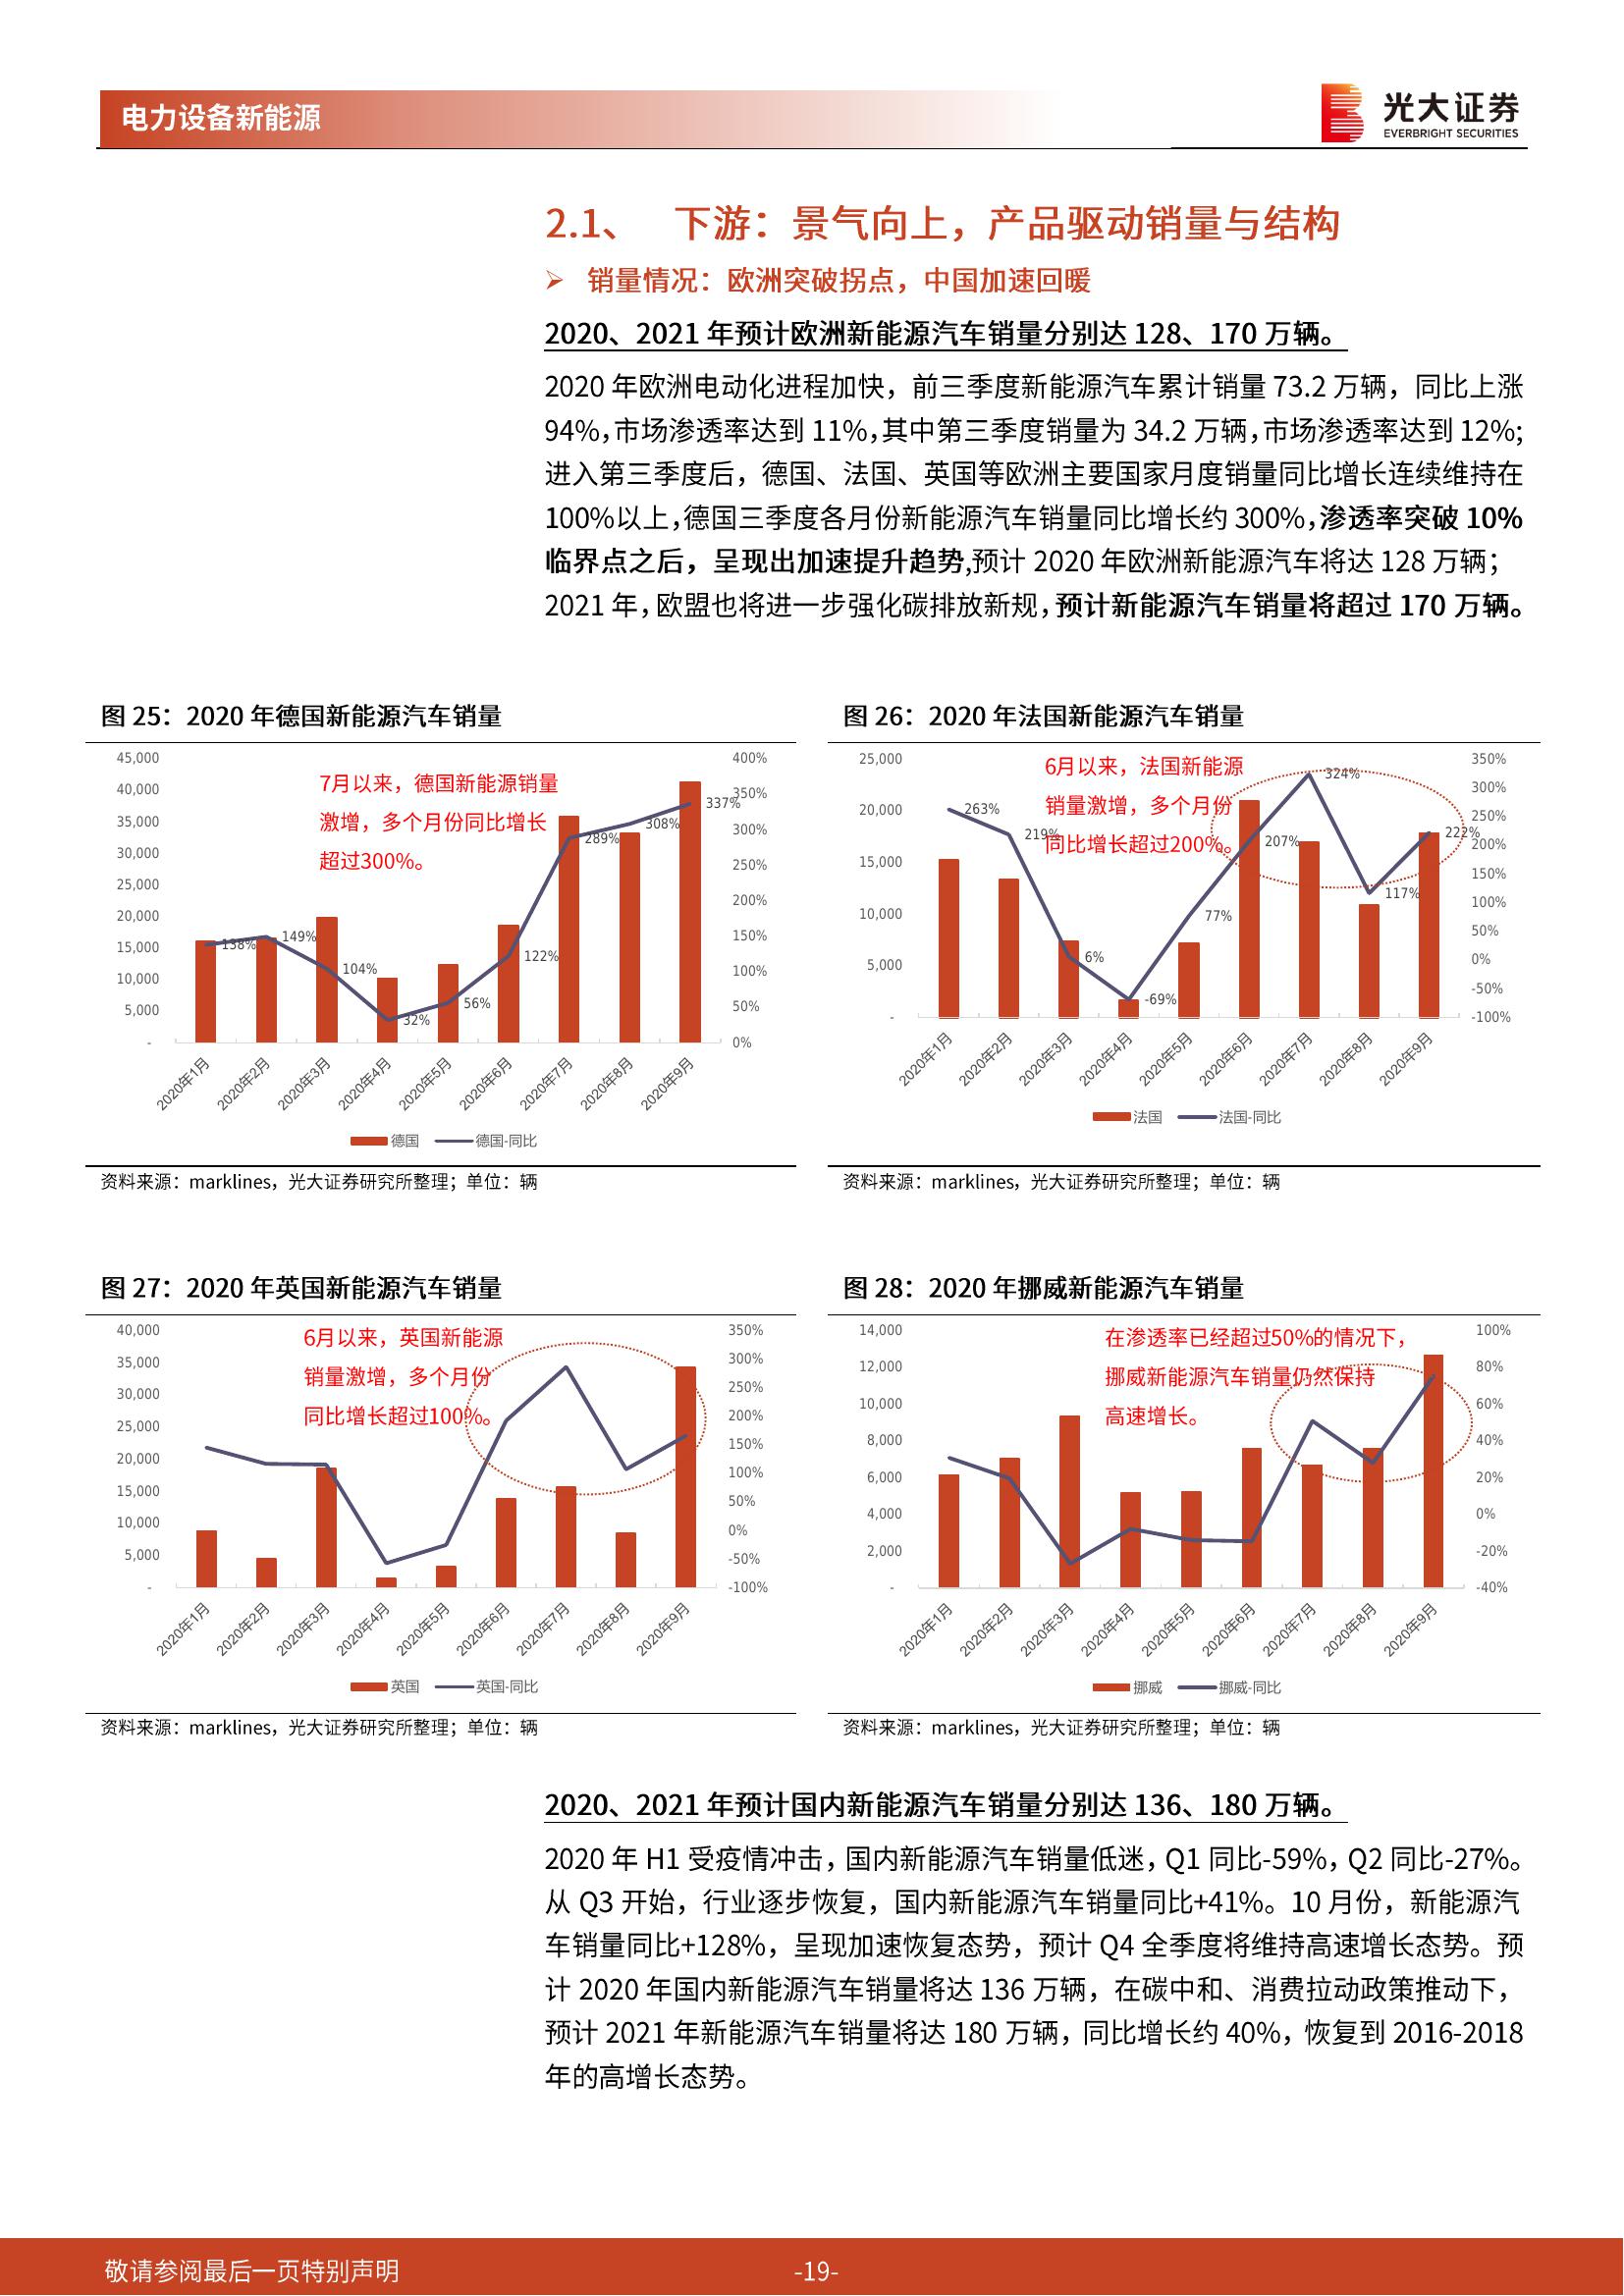 电力设备新能源
光大证券
EVERBRIGHT SECURITIES
2.1、 下游：景气向上，产品驱动销量与结构
➢ 销量情况：欧洲突破拐点，中国加速回暖
2020、2021 年预计欧洲新能源汽车销量分别达 128、170 万辆。
2020 年欧洲电动化进程加快，前三季度新能源汽车累计销量 73.2 万辆，同比上涨
94%，市场渗透率达到 11%，其中第三季度销量为 34.2 万辆，市场渗透率达到 12%；
进入第三季度后，德国、法国、英国等欧洲主要国家月度销量同比增长连续维持在
100%以上，德国三季度各月份新能源汽车销量同比增长约 300%，渗透率突破 10%
临界点之后，呈现出加速提升趋势,预计 2020 年欧洲新能源汽车将达 128 万辆；
2021 年，欧盟也将进一步强化碳排放新规，预计新能源汽车销量将超过 170 万辆。
图 25：2020 年德国新能源汽车销量
45,000
40,000
35,000
30,000
25,000
20,000
15,000
10,000
5,000
-
7月以来，德国新能源销量
激增，多个月份同比增长
超过300%。
138%
149%
104%
32%
56%
122%
289%
308%
337%
400%
350%
300%
250%
200%
150%
100%
50%
0%
2020年1月
2020年2月
2020年3月
2020年4月
2020年5月
2020年6月
2020年7月
2020年8月
2020年9月
德国 德国-同比
资料来源：marklines，光大证券研究所整理；单位：辆
图 26：2020 年法国新能源汽车销量
25,000
20,000
15,000
10,000
5,000
-
6月以来，法国新能源
销量激增，多个月份
同比增长超过200%。
263%
219%
6%
-69%
77%
207%
324%
117%
222%
350%
300%
250%
200%
150%
100%
50%
0%
-50%
-100%
2020年1月
2020年2月
2020年3月
2020年4月
2020年5月
2020年6月
2020年7月
2020年8月
2020年9月
法国 法国-同比
资料来源：marklines，光大证券研究所整理；单位：辆
图 27：2020 年英国新能源汽车销量
40,000
35,000
30,000
25,000
20,000
15,000
10,000
5,000
-
6月以来，英国新能源
销量激增，多个月份
同比增长超过100%。
350%
300%
250%
200%
150%
100%
50%
0%
-50%
-100%
2020年1月
2020年2月
2020年3月
2020年4月
2020年5月
2020年6月
2020年7月
2020年8月
2020年9月
英国 英国-同比
资料来源：marklines，光大证券研究所整理；单位：辆
图 28：2020 年挪威新能源汽车销量
14,000
12,000
10,000
8,000
6,000
4,000
2,000
-
在渗透率已经超过50%的情况下，
挪威新能源汽车销量仍然保持
高速增长。
100%
80%
60%
40%
20%
0%
-20%
-40%
2020年1月
2020年2月
2020年3月
2020年4月
2020年5月
2020年6月
2020年7月
2020年8月
2020年9月
挪威 挪威-同比
资料来源：marklines，光大证券研究所整理；单位：辆
2020、2021 年预计国内新能源汽车销量分别达 136、180 万辆。
2020 年 H1 受疫情冲击，国内新能源汽车销量低迷，Q1 同比-59%，Q2 同比-27%。
从 Q3 开始，行业逐步恢复，国内新能源汽车销量同比+41%。10 月份，新能源汽
车销量同比+128%，呈现加速恢复态势，预计 Q4 全季度将维持高速增长态势。预
计 2020 年国内新能源汽车销量将达 136 万辆，在碳中和、消费拉动政策推动下，
预计 2021 年新能源汽车销量将达 180 万辆，同比增长约 40%，恢复到 2016-2018
年的高增长态势。
敬请参阅最后一页特别声明
-19-